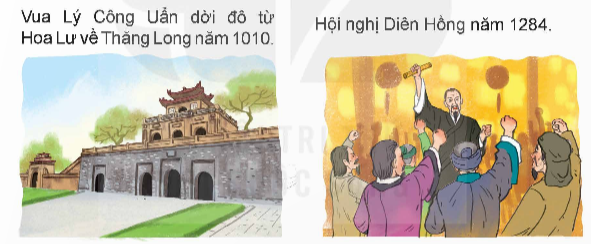 Vua Lý Công Uẩn dời đô từ
Hoa Lư về Thăng Long năm 1010.
Hội nghị Diên Hồng năm 1284.